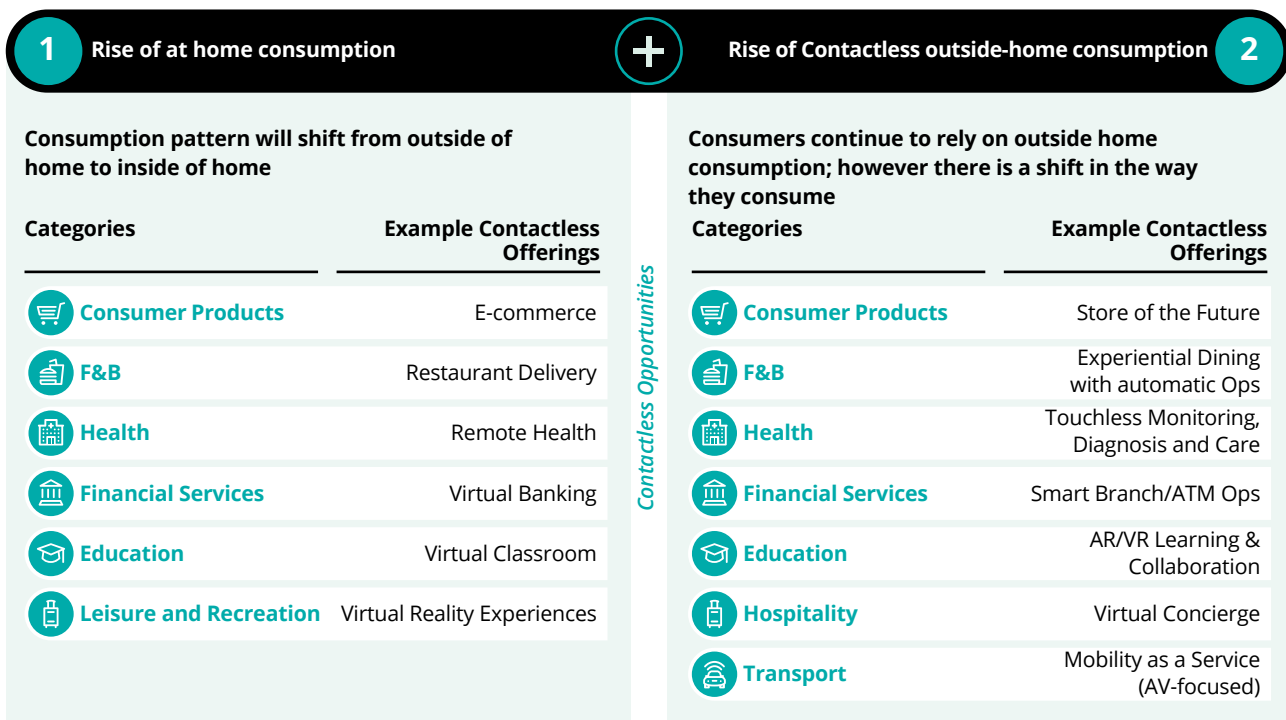 1
Rise of at home consumption
+
Rise of Contactless outside-home consumption
2
Consumption pattern will shift from outside of
home to inside of home
Categories
Example Contactless
Offerings
Consumer Products
E-commerce
F&B
Restaurant Delivery
Health
Remote Health
Financial Services
Virtual Banking
Education
Virtual Classroom
Leisure and Recreation
Virtual Reality Experiences
Contactless Opportunities
Consumers continue to rely on outside home
consumption; however there is a shift in the way
they consume
Categories
Example Contactless
Offerings
Consumer Products
Store of the Future
F&B
Experiential Dining
with automatic Ops
Health
Touchless Monitoring,
Diagnosis and Care
Financial Services
Smart Branch/ATM Ops
Education
AR/VR Learning &
Collaboration
Hospitality
Virtual Concierge
Transport
Mobility as a Service
(AV-focused)